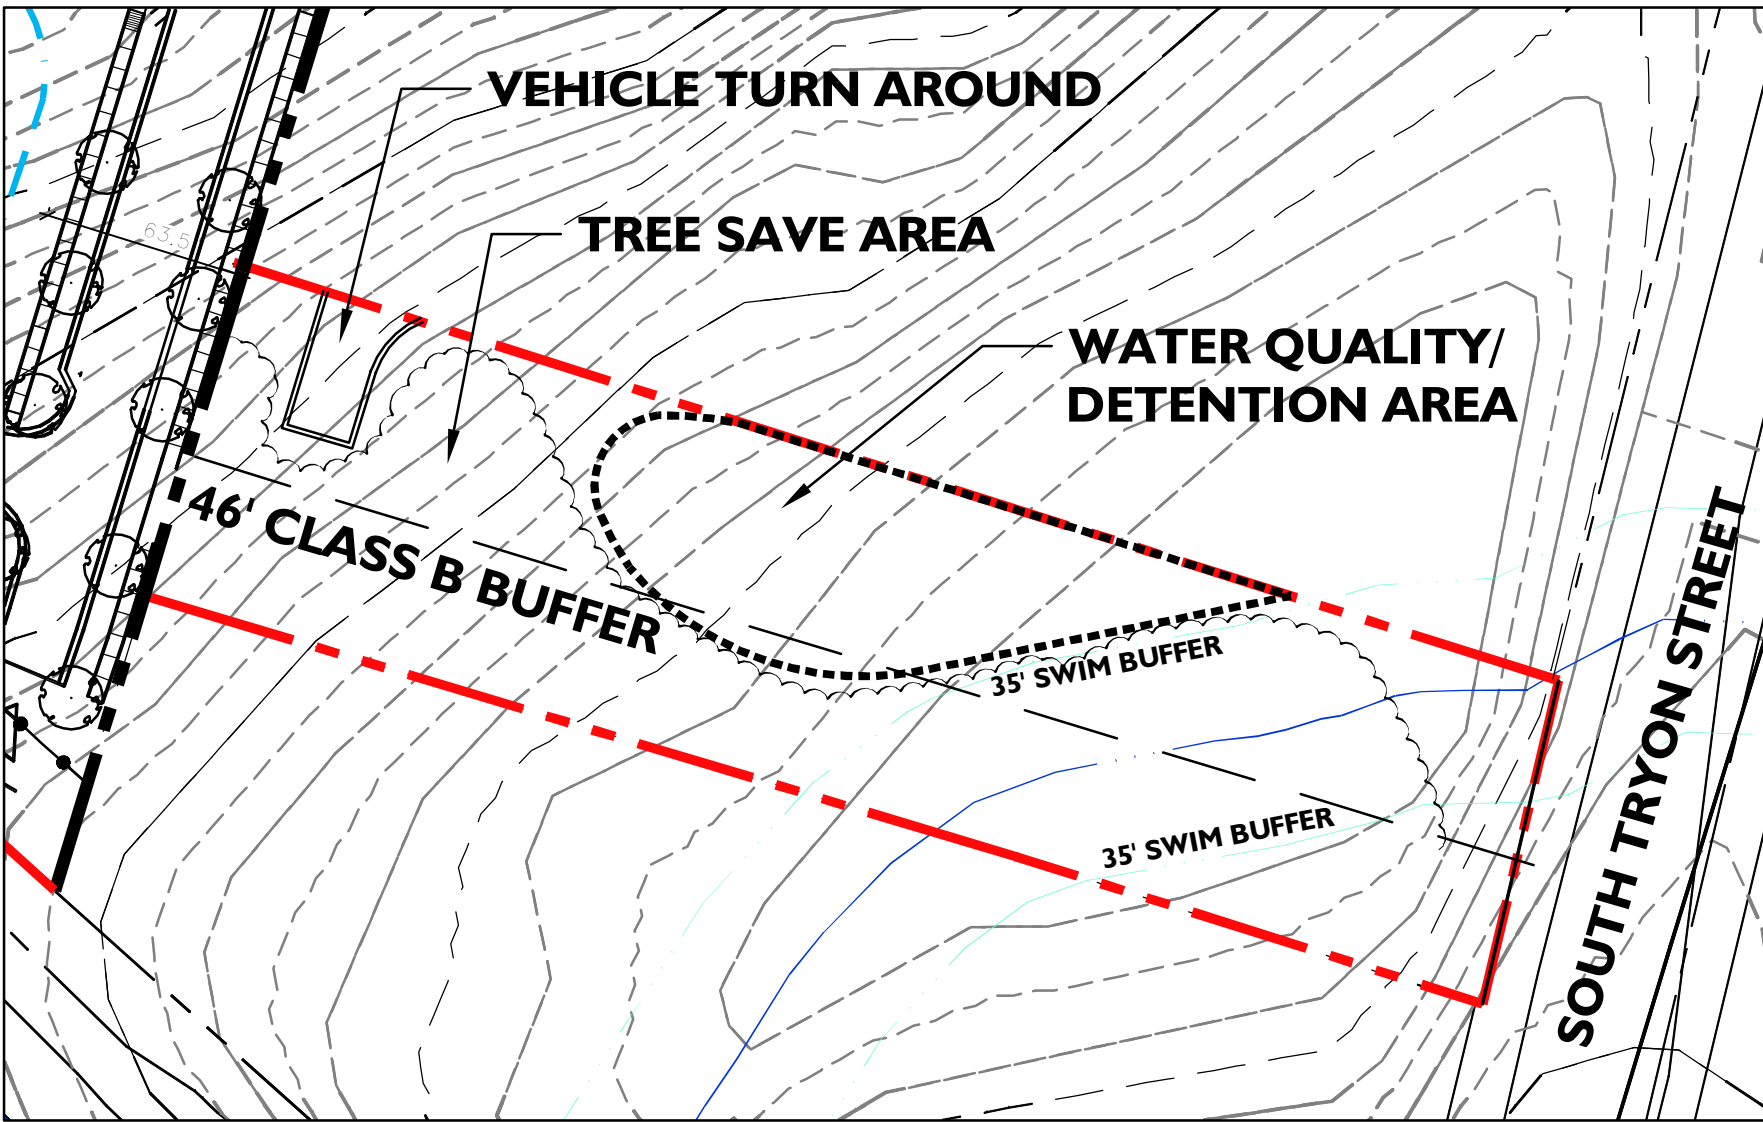 VEHICLE TURN AROUND
TREE SAVE AREA
63.5
WATER QUALITY/
DETENTION AREA
46' CLASS B BUFFER
35' SWIM BUFFER
35' SWIM BUFFER
SOUTH TRYON STREET